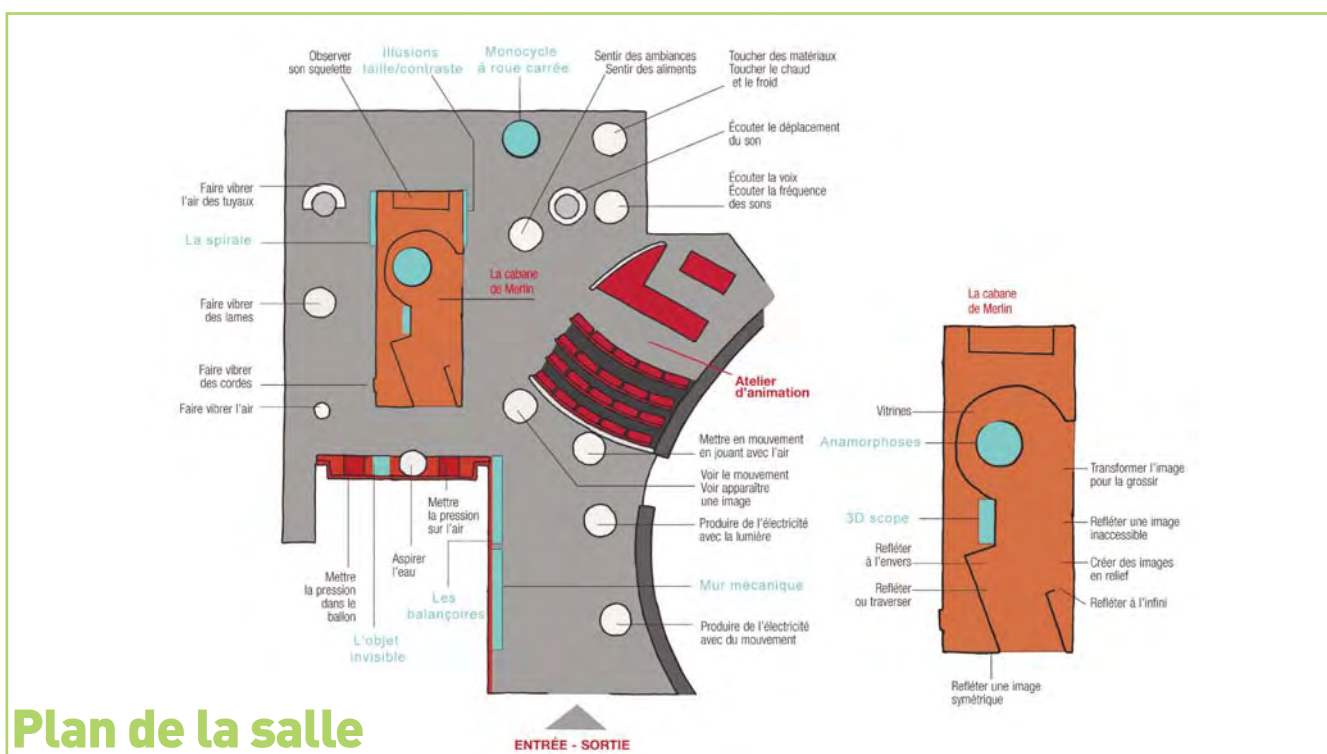 Observer
son squelette
illusions
taille/contraste
Monocycle
à roue carrée
Sentir des ambiances
Sentir des aliments
Toucher des matériaux
Toucher le chaud
et le froid
Écouter le déplacement
du son
Écouter la voix
Écouter la fréquence
des sons
Faire vibrer
l'air des tuyaux
La spirale
La cabane
de Merlin
Faire vibrer
des lames
Faire vibrer
des cordes
Faire vibrer l'air
Atelier
d'animation
Mettre en mouvement
en jouant avec l'air
Voir le mouvement
Voir apparaître
une image
Produire de l'électricité
avec la lumière
Mettre
la pression
sur l'air
Aspirer
l'eau
Mettre
la pression
dans le
ballon
L'objet
invisible
Les
balançoires
Mur mécanique
Produire de l'électricité
avec du mouvement
La cabane
de Merlin
Vitrines
Anamorphoses
Transformer l'image
pour la grossir
3D scope
Refléter une image
inaccessible
Refléter
à l'envers
Créer des images
en relief
Refléter
ou traverser
Refléter à l'infini
Refléter une image
symétrique
Plan de la salle
ENTRÉE - SORTIE